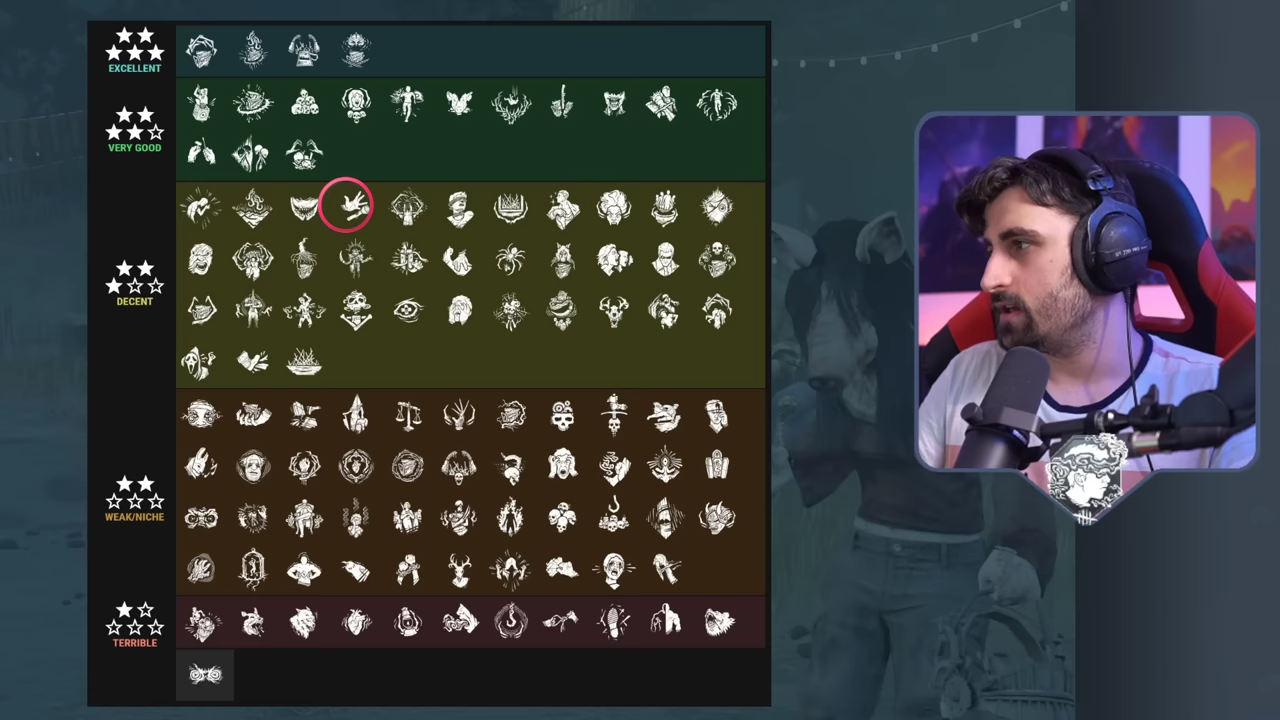 EXCELLENT
VERY GOOD
DECENT
WEAK/NICHE
TERRIBLE